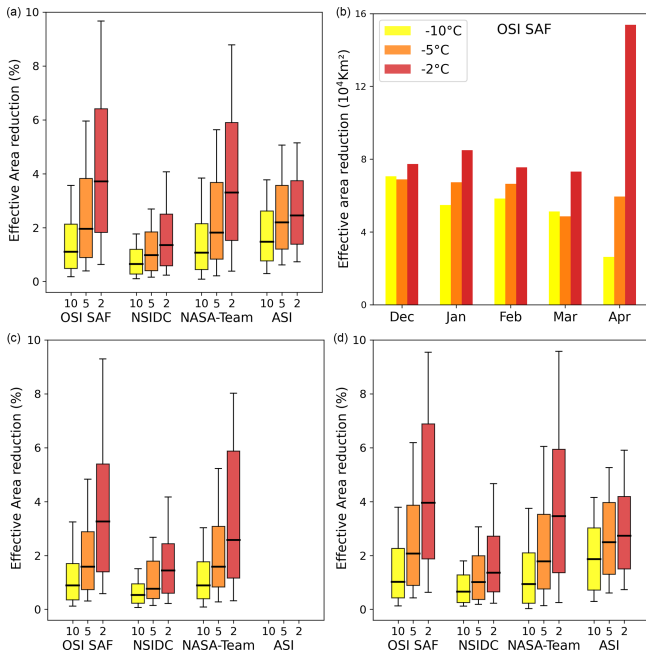 (a)
Effective Area reduction (%)
10
8
6
4
2
0
10 5 2 10 5 2 10 5 2 10 5 2
OSI SAF NSIDC NASA-Team ASI
(b)
OSI SAF
-10°C
-5°C
-2°C
Effective area reduction (10⁴Km²)
16
12
8
4
0
Dec Jan Feb Mar Apr
(c)
Effective Area reduction (%)
10
8
6
4
2
0
10 5 2 10 5 2 10 5 2 10 5 2
OSI SAF NSIDC NASA-Team ASI
(d)
Effective Area reduction (%)
10
8
6
4
2
0
10 5 2 10 5 2 10 5 2 10 5 2
OSI SAF NSIDC NASA-Team ASI